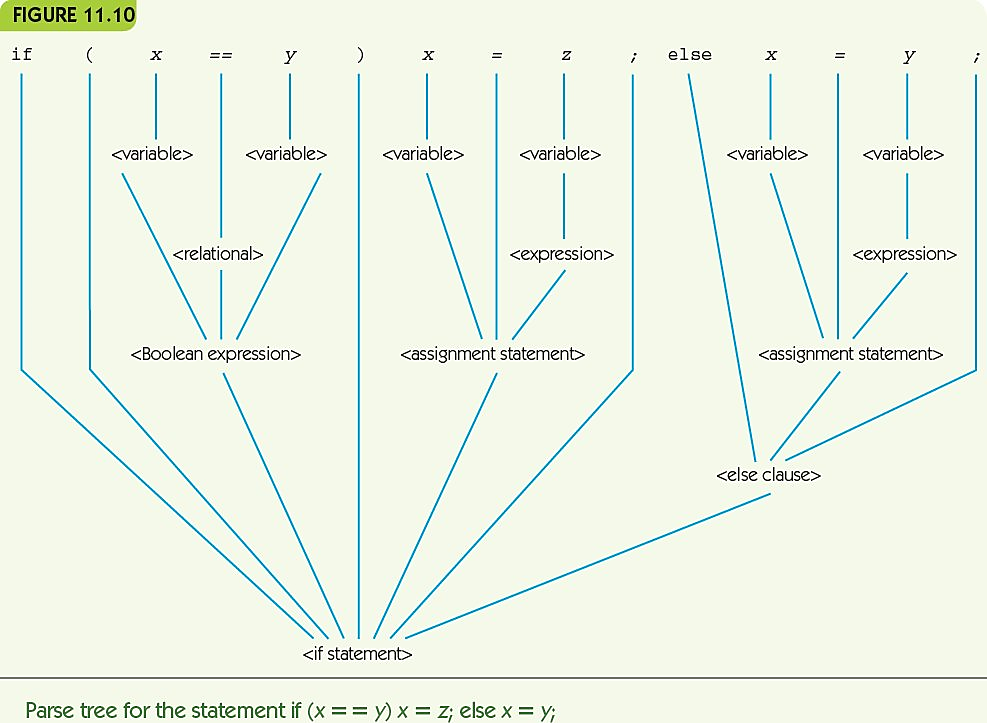 FIGURE 11.10
if ( x == y ) x = z ; else x = y ;
<variable> <variable> <variable> <variable> <variable> <variable>
<relational> <expression> <expression>
<Boolean expression> <assignment statement> <assignment statement>
<else clause>
<if statement>
Parse tree for the statement if (x == y) x = z; else x = y;